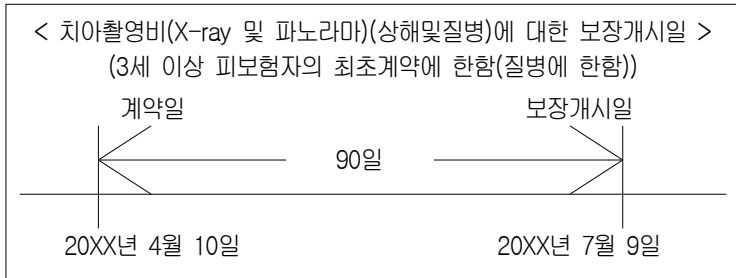 < 치아촬영비(X-ray 및 파노라마)(상해및질병)에 대한 보장개시일 >
(3세 이상 피보험자의 최초계약에 한함(질병에 한함))
계약일 보장개시일
90일
20XX년 4월 10일 20XX년 7월 9일